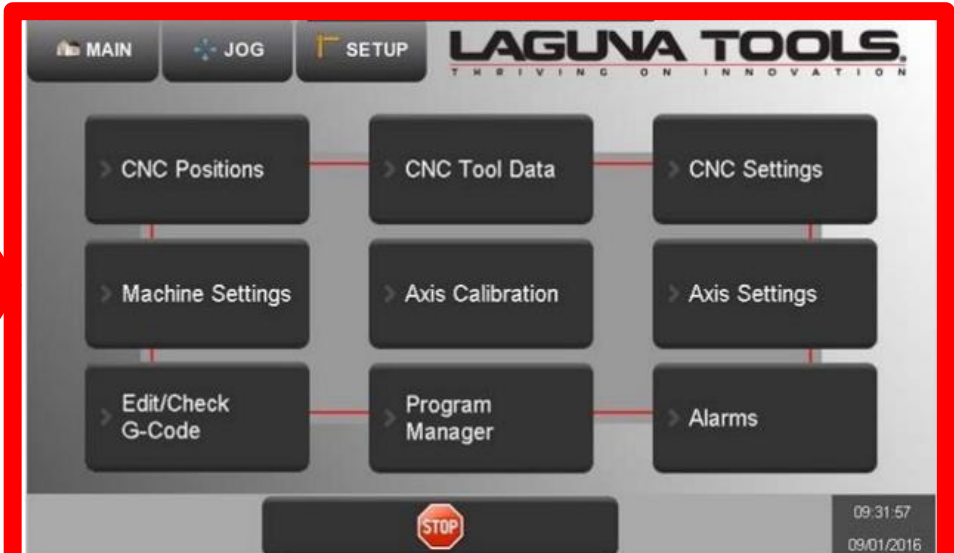 MAIN
JOG
SETUP
LAGUNA TOOLS®
THRIVING ON INNOVATION
CNC Positions
CNC Tool Data
CNC Settings
Machine Settings
Axis Calibration
Axis Settings
Edit/Check
G-Code
Program
Manager
Alarms
STOP
09:31:57
09/01/2016